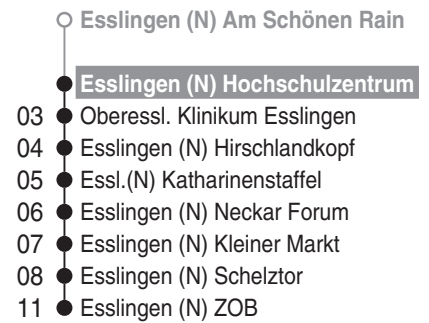 Esslingen (N) Am Schönen Rain
Esslingen (N) Hochschulzentrum
03 Oberessl. Klinikum Esslingen
04 Esslingen (N) Hirschlandkopf
05 Essl.(N) Katharinenstaffel
06 Esslingen (N) Neckar Forum
07 Esslingen (N) Kleiner Markt
08 Esslingen (N) Schelztor
11 Esslingen (N) ZOB